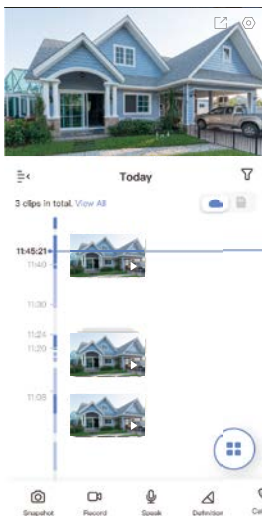 Today
3 clips in total. View All
11:45:21
11:40
11:30
11:24
11:20
11:08
Snapshot
Record
Speak
Definition